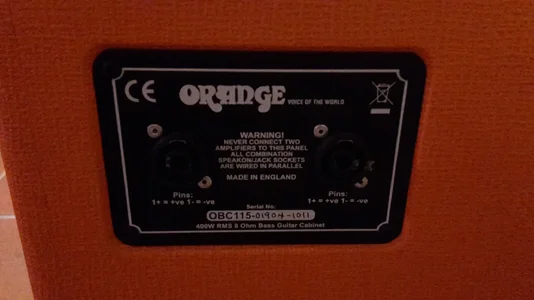 CE
ORANGE
VOICE OF THE WORLD
WARNING!
NEVER CONNECT TWO
AMPLIFIERS TO THIS PANEL
ALL COMBINATION
SPEAKON/JACK SOCKETS
ARE WIRED IN PARALLEL
MADE IN ENGLAND
Pins:
1+ = +ve 1- = -ve
Pins:
1+ = +ve 1- = -ve
Serial No:
OBC115-01904-1011
400W RMS 8 Ohm Bass Guitar Cabinet